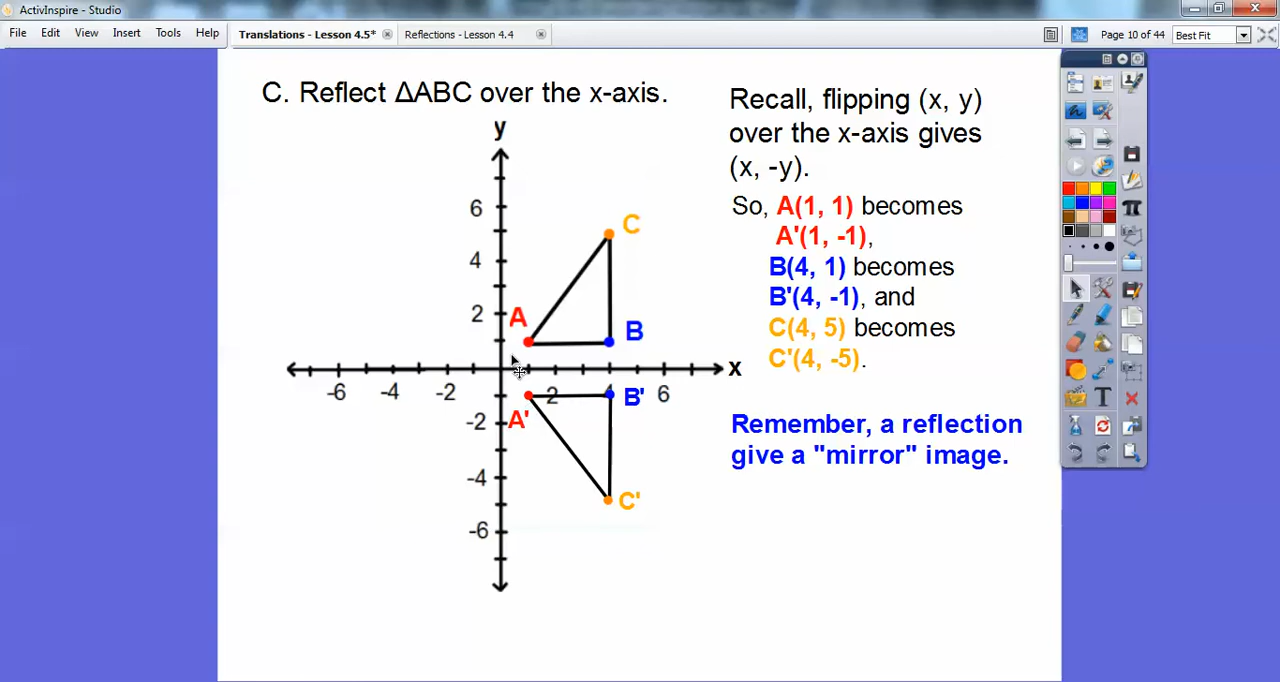 ActivInspire - Studio
File Edit View Insert Tools Help
Translations - Lesson 4.5*
Reflections - Lesson 4.4
Page 10 of 44
Best Fit
C. Reflect ΔABC over the x-axis.
y
6
C
4
2
A
B
x
-6 -4 -2 2 6
B'
-2
A'
-4
C'
-6
Recall, flipping (x, y)
over the x-axis gives
(x, -y).
So, A(1, 1) becomes
A'(1, -1),
B(4, 1) becomes
B'(4, -1), and
C(4, 5) becomes
C'(4, -5).
Remember, a reflection
give a "mirror" image.